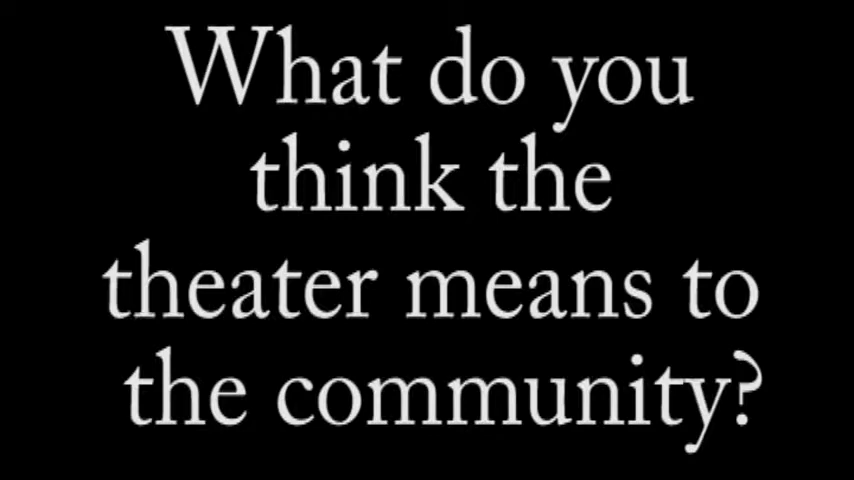 What do you
think the
theater means to
the community?